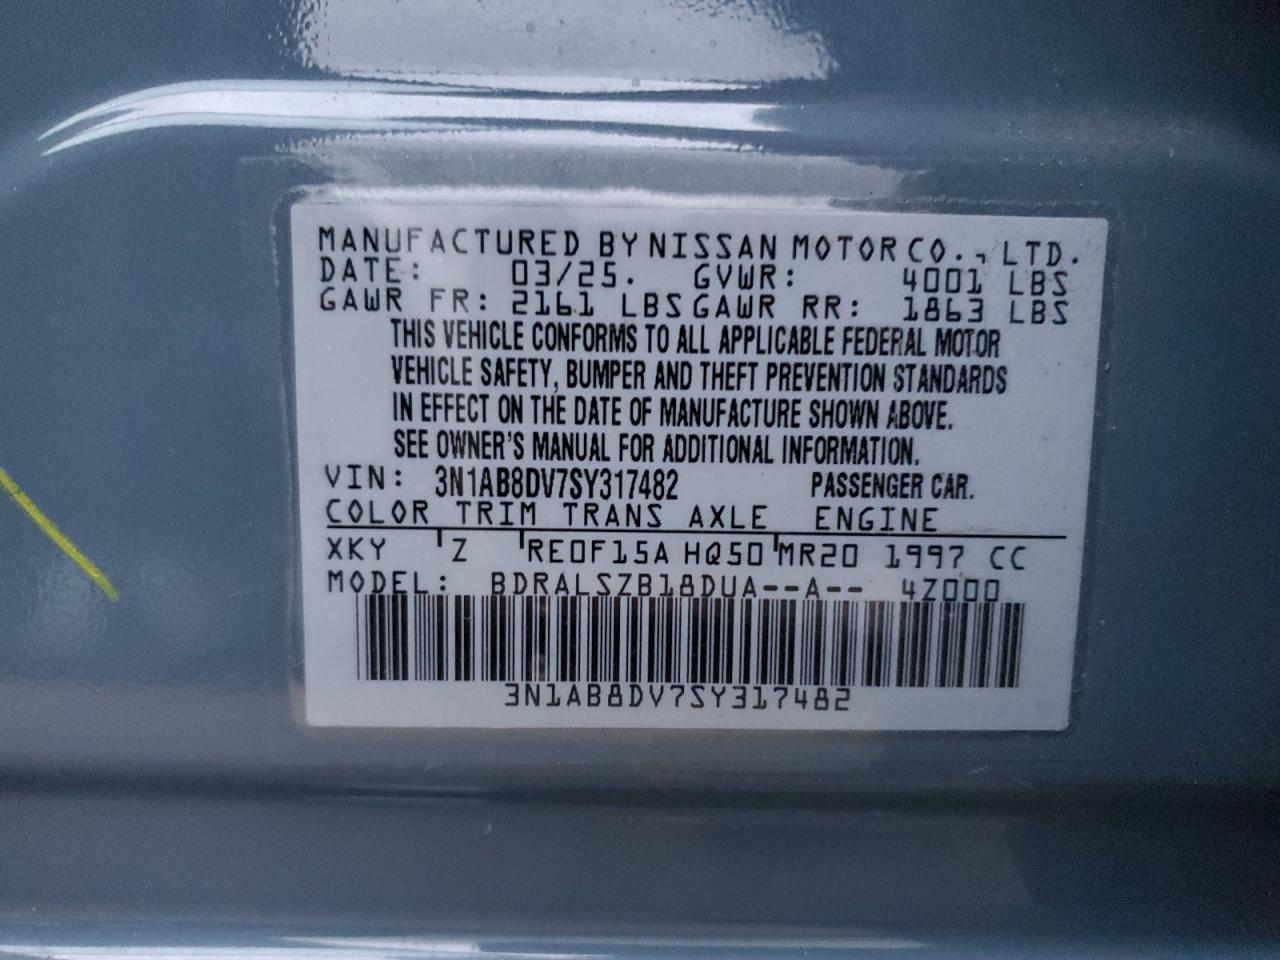 MANUFACTURED BY NISSAN MOTOR CO., LTD.
DATE: 03/25. GVWR: 4001 LBS
GAWR FR: 2161 LBS GAWR RR: 1863 LBS
THIS VEHICLE CONFORMS TO ALL APPLICABLE FEDERAL MOTOR
VEHICLE SAFETY, BUMPER AND THEFT PREVENTION STANDARDS
IN EFFECT ON THE DATE OF MANUFACTURE SHOWN ABOVE.
SEE OWNER'S MANUAL FOR ADDITIONAL INFORMATION.
VIN: 3N1AB8DV7SY317482 PASSENGER CAR.
COLOR TRIM TRANS AXLE ENGINE
XKY Z RE0F15A HQ50 MR20 1997 CC
MODEL: BDRALSZB18DUA--A-- 4Z000
3N1AB8DV7SY317482